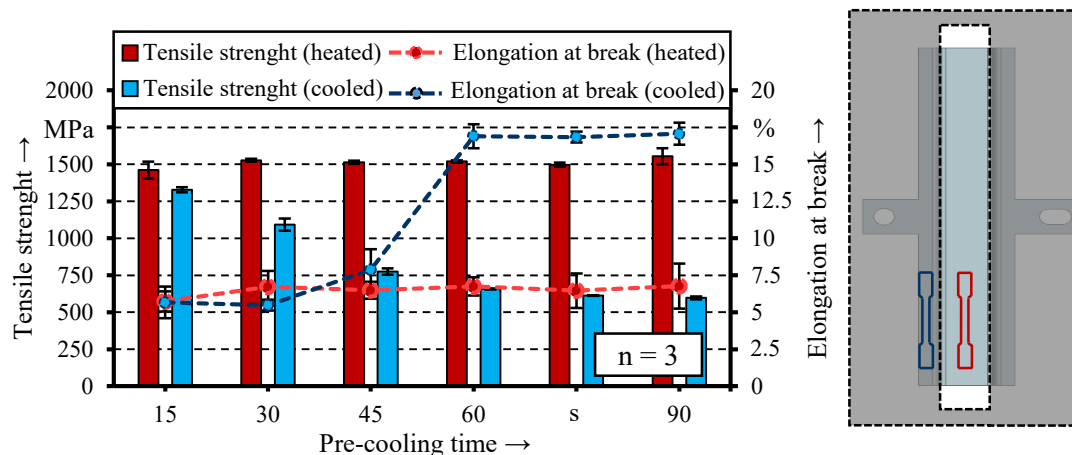 Tensile strenght (heated)
Elongation at break (heated)
Tensile strenght (cooled)
Elongation at break (cooled)
Tensile strenght →
2000
MPa
1500
1250
1000
750
500
250
0
20
%
15
12.5
10
7.5
5
2.5
0
Elongation at break →
n = 3
15
30
45
60
s
90
Pre-cooling time →